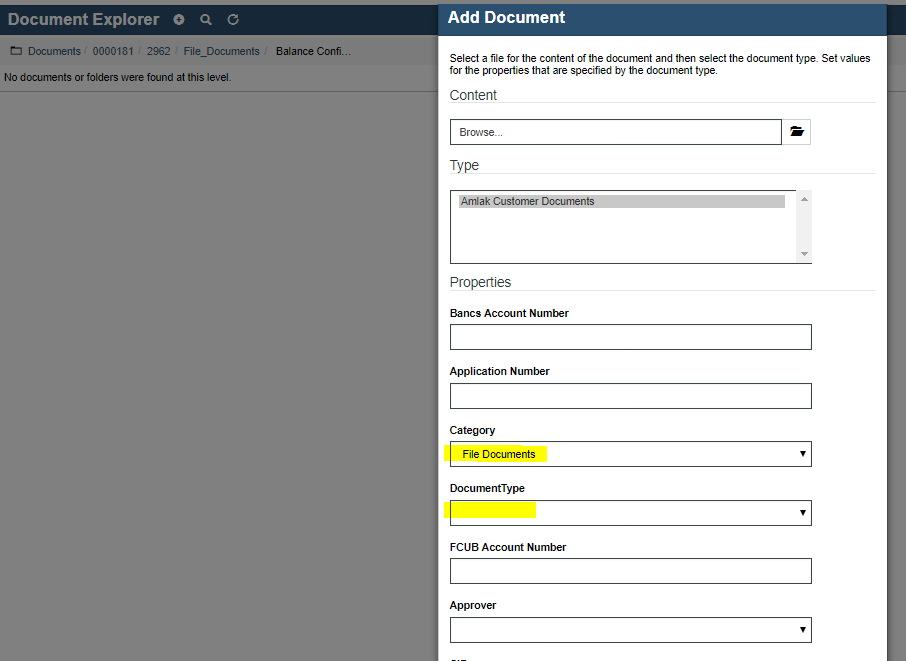 Document Explorer
Documents / 0000181 / 2962 / File_Documents / Balance Confi...
No documents or folders were found at this level.
Add Document
Select a file for the content of the document and then select the document type. Set values
for the properties that are specified by the document type.
Content
Browse...
Type
Amlak Customer Documents
Properties
Bancs Account Number
Application Number
Category
File Documents
DocumentType
FCUB Account Number
Approver